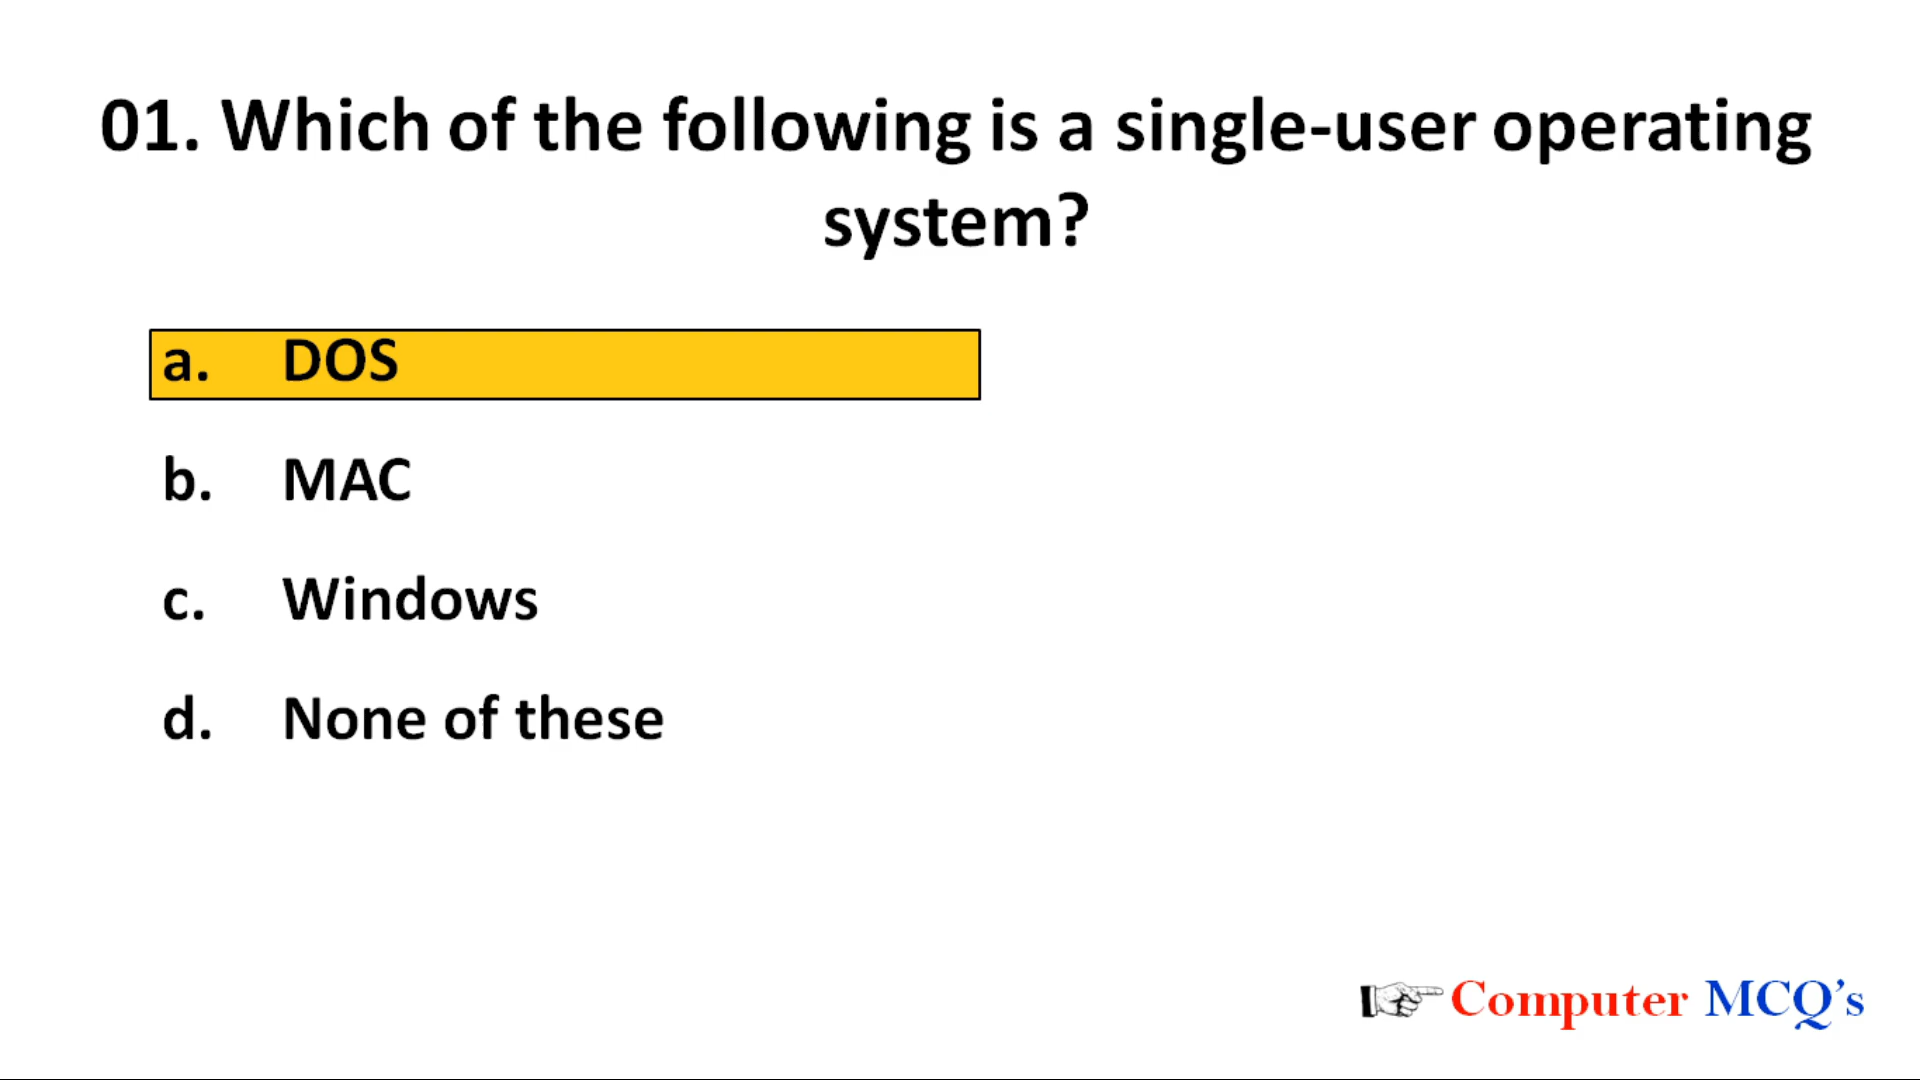 01. Which of the following is a single-user operating
system?
a. DOS
b. MAC
c. Windows
d. None of these
Computer MCQ's